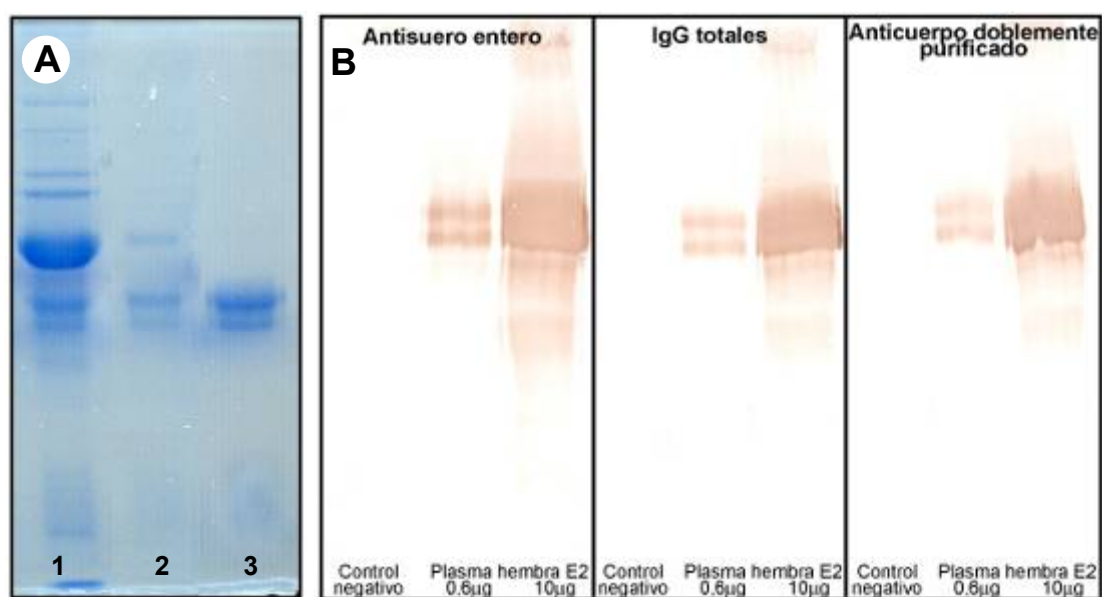 A
1 2 3
B
Antisuero entero
IgG totales
Anticuerpo doblemente
purificado
Control
negativo
Plasma hembra E2
0.6µg 10µg
Control
negativo
Plasma hembra E2
0.6µg 10µg
Control
negativo
Plasma hembra E2
0.6µg 10µg